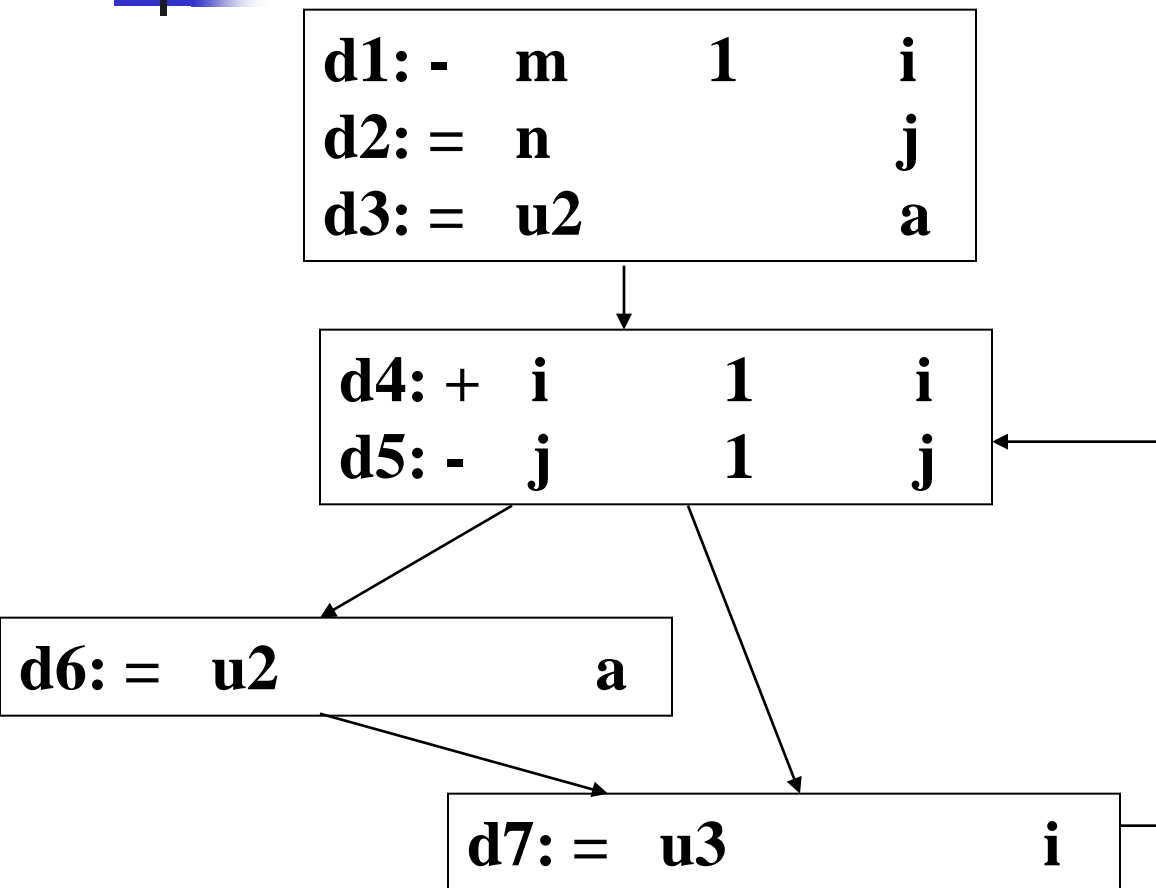 d1: - m 1 i
d2: = n j
d3: = u2 a
d4: + i 1 i
d5: - j 1 j
d6: = u2 a
d7: = u3 i